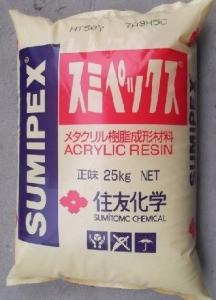 SUMIPEX
スミペックス
メタクリル樹脂成形材料
ACRYLIC RESIN
正味 25kg NET
住友化学
SUMITOMO CHEMICAL